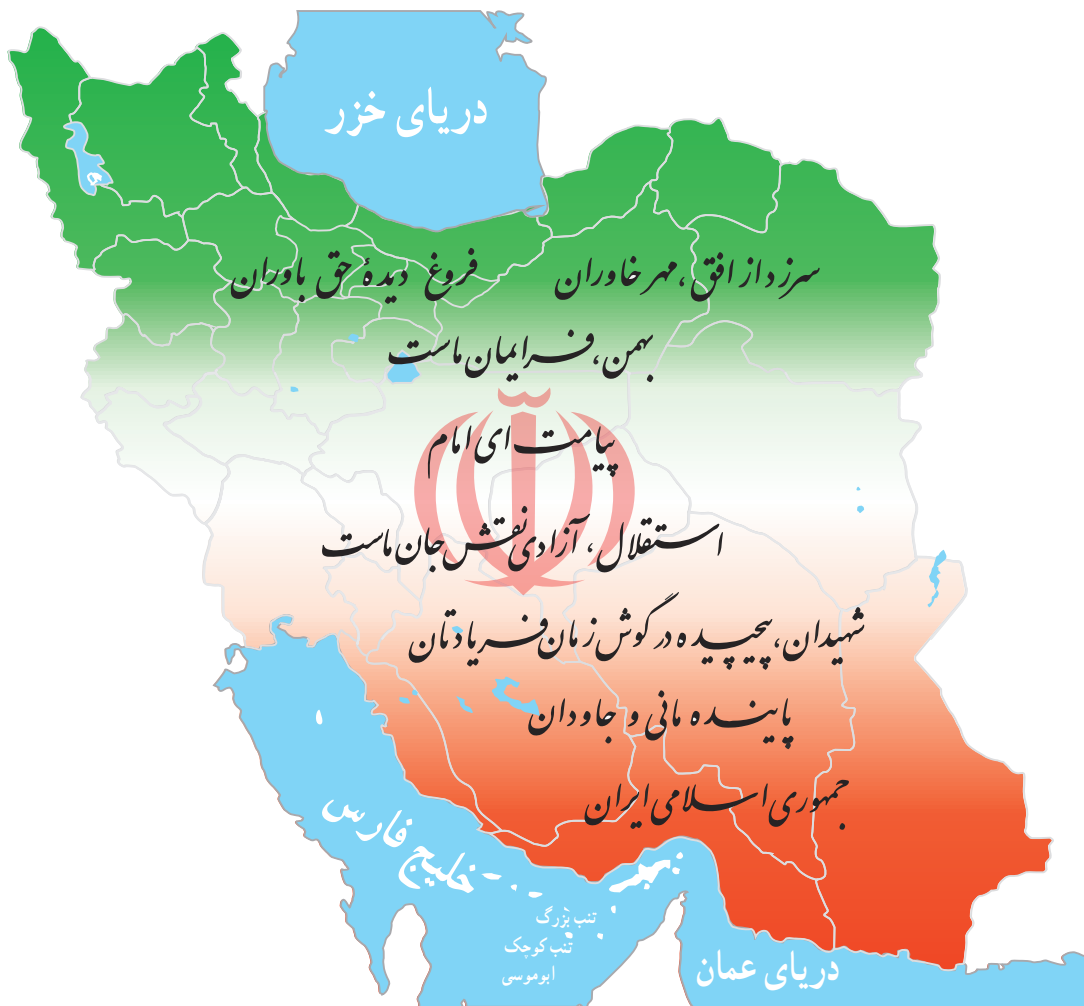 دریای خزر
سر زد از افق، مهر خاوران    فروغ دیدهٔ حق باوران
بهمن، فر ایمان ماست
پیامت ای امام
استقلال، آزادی نقش جان ماست
شهیدان، پیچیده در گوش زمان فریادتان
پاینده مانی و جاودان
جمهوری اسلامی ایران
خلیج فارس
تنب بزرگ
تنب کوچک
ابوموسی
دریای عمان